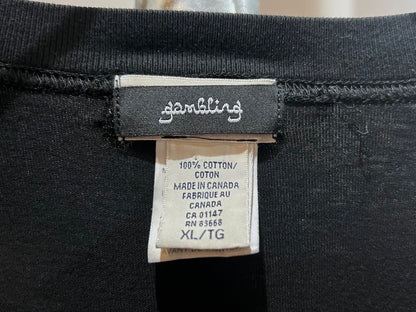 gambling
100% COTTON/
COTON
MADE IN CANADA
FABRIQUE AU
CANADA
CA 01147
RN 83668
XL/TG